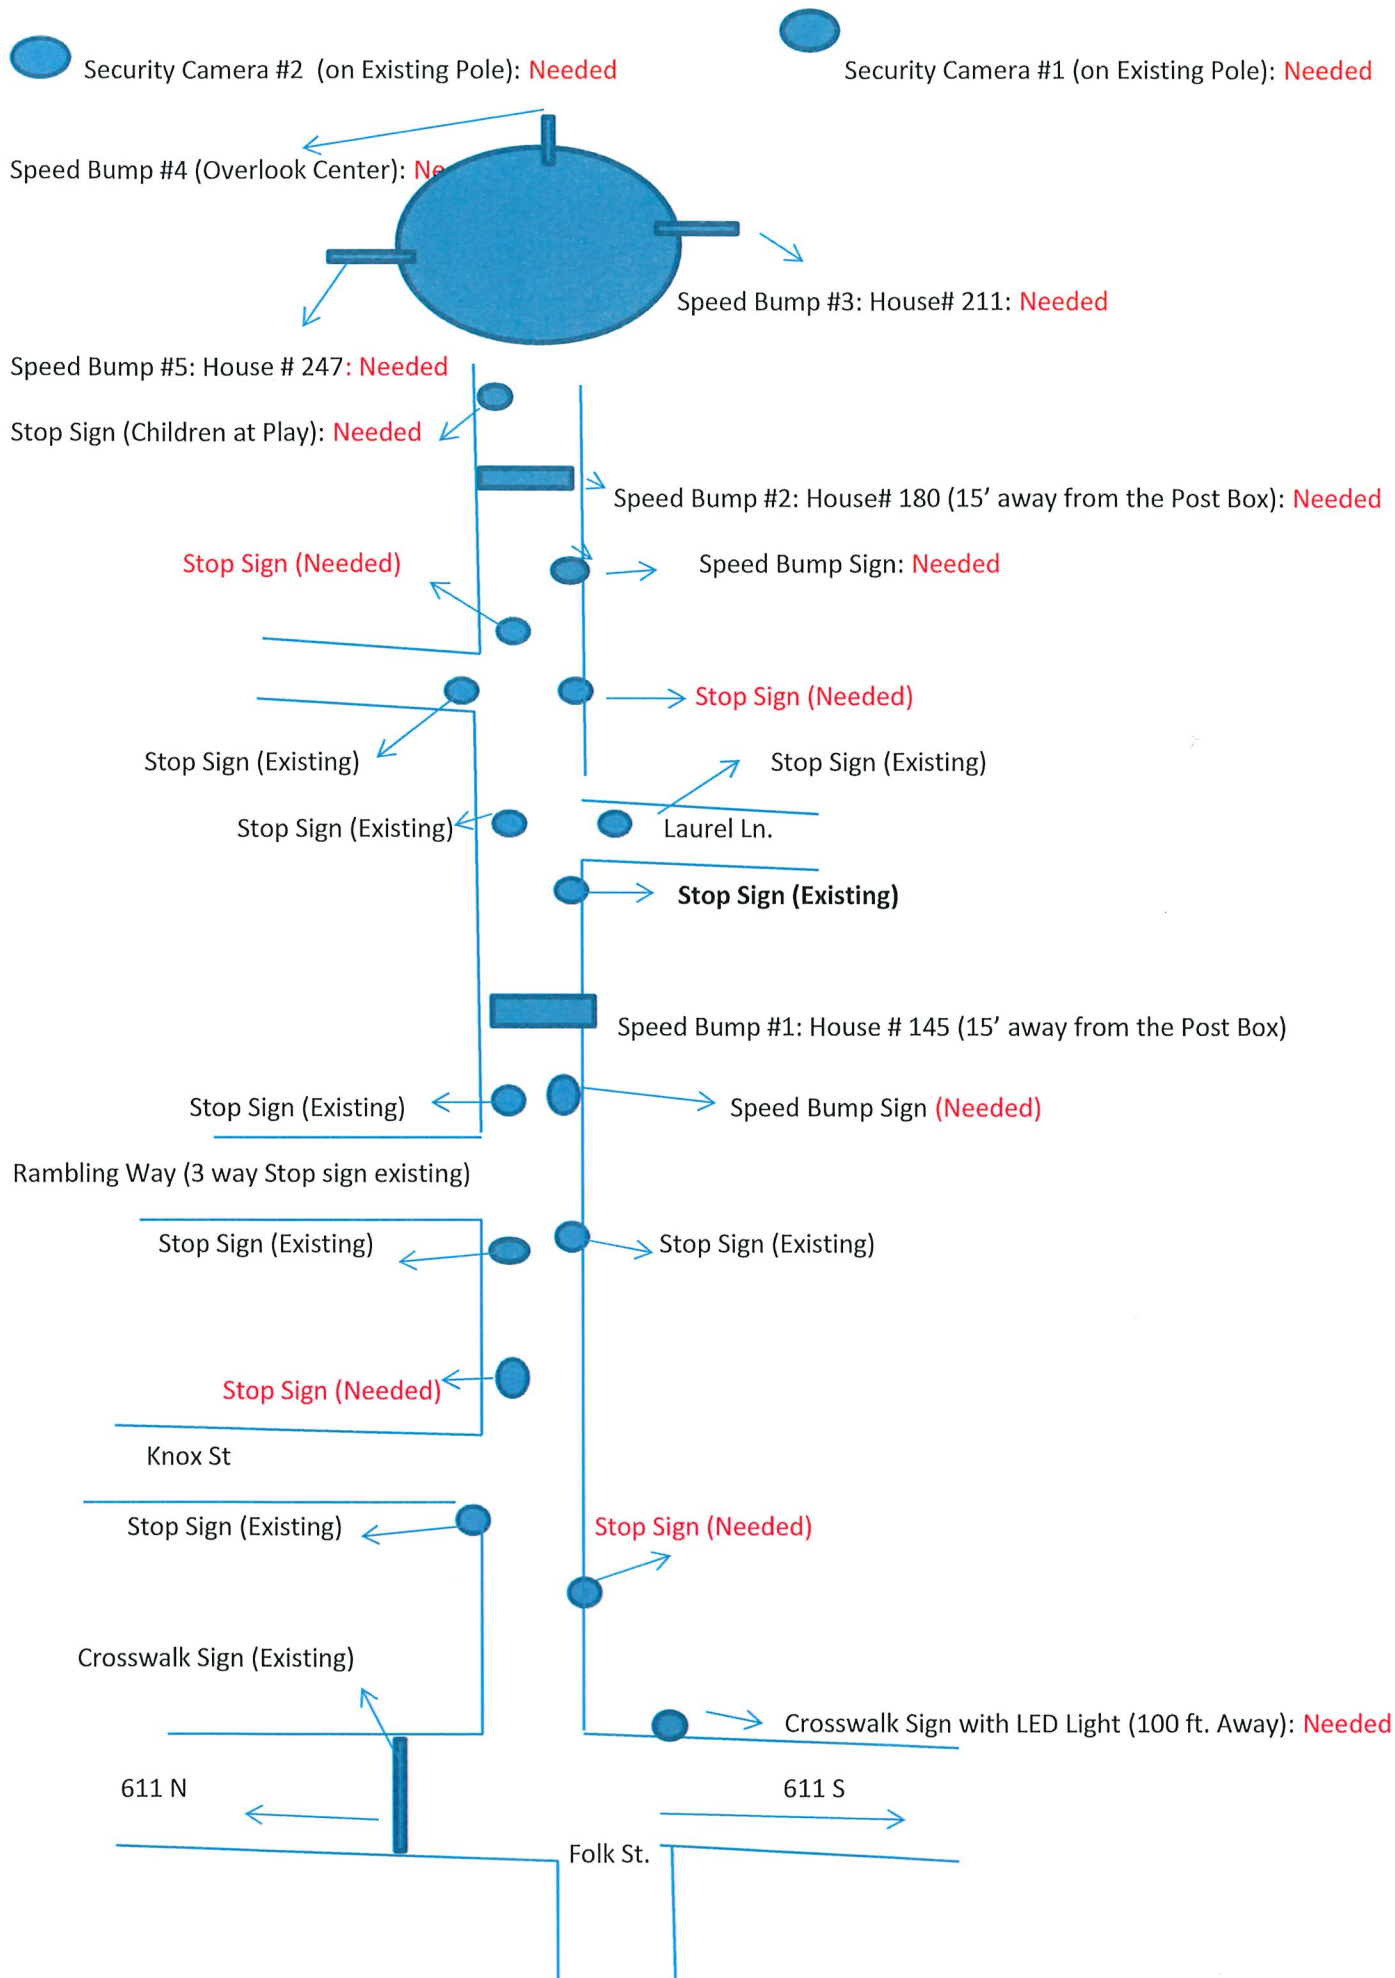 Security Camera #2 (on Existing Pole): Needed
Security Camera #1 (on Existing Pole): Needed
Speed Bump #4 (Overlook Center): Ne
Speed Bump #3: House# 211: Needed
Speed Bump #5: House # 247: Needed
Stop Sign (Children at Play): Needed
Speed Bump #2: House# 180 (15’ away from the Post Box): Needed
Stop Sign (Needed)
Speed Bump Sign: Needed
Stop Sign (Needed)
Stop Sign (Existing)
Stop Sign (Existing)
Stop Sign (Existing)
Laurel Ln.
Stop Sign (Existing)
Speed Bump #1: House # 145 (15’ away from the Post Box)
Stop Sign (Existing)
Speed Bump Sign (Needed)
Rambling Way (3 way Stop sign existing)
Stop Sign (Existing)
Stop Sign (Existing)
Stop Sign (Needed)
Knox St
Stop Sign (Existing)
Stop Sign (Needed)
Crosswalk Sign (Existing)
Crosswalk Sign with LED Light (100 ft. Away): Needed
611 N
611 S
Folk St.